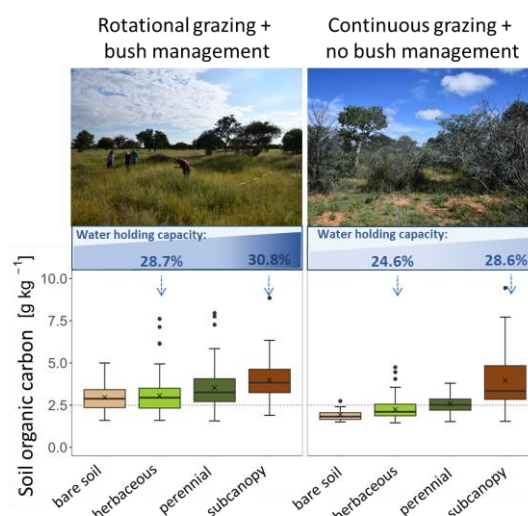 Rotational grazing +
bush management
Continuous grazing +
no bush management
Water holding capacity:
28.7%
30.8%
Water holding capacity:
24.6%
28.6%
Soil organic carbon [g kg⁻¹]
10.0
7.5
5.0
2.5
0.0
bare soil
herbaceous
perennial
subcanopy
bare soil
herbaceous
perennial
subcanopy